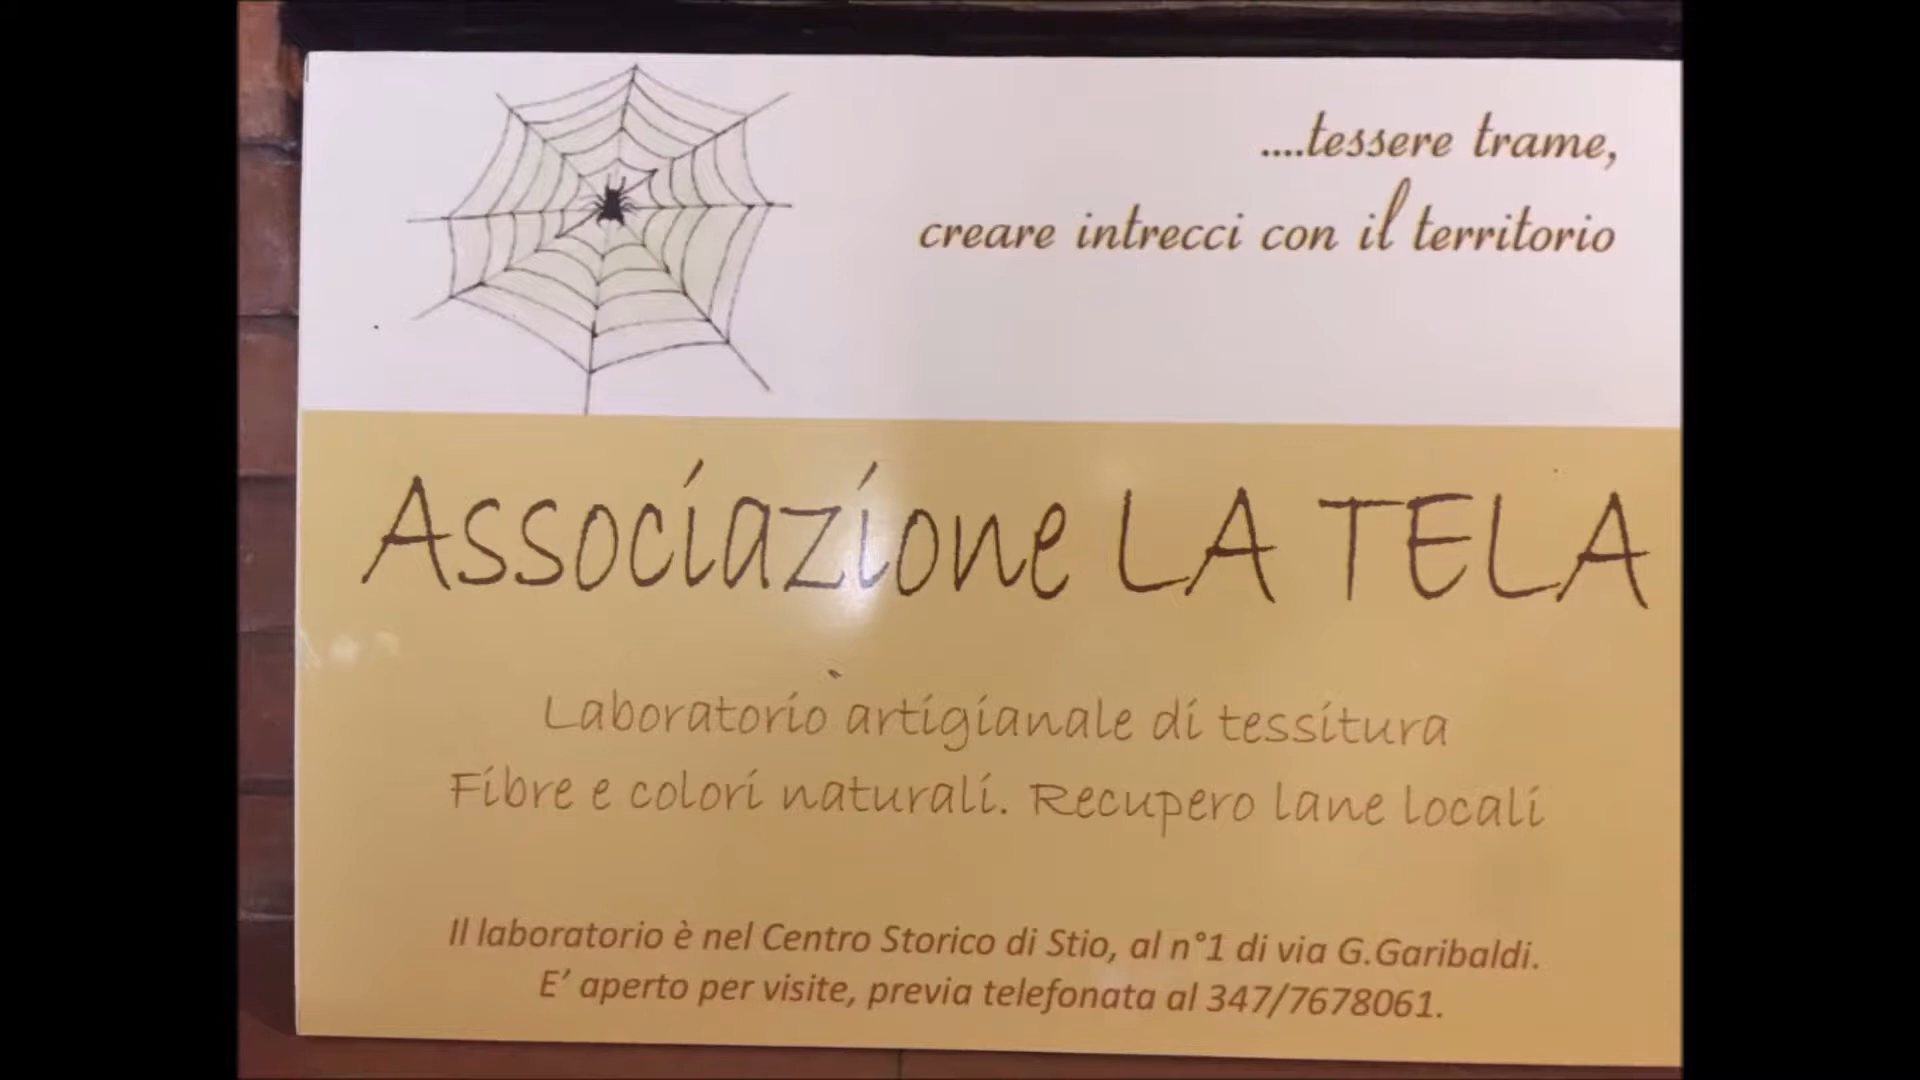 ....tessere trame,
creare intrecci con il territorio
Associazione LA TELA
Laboratorio artigianale di tessitura
Fibre e colori naturali. Recupero lane locali
Il laboratorio è nel Centro Storico di Stio, al n°1 di via G.Garibaldi.
E’ aperto per visite, previa telefonata al 347/7678061.